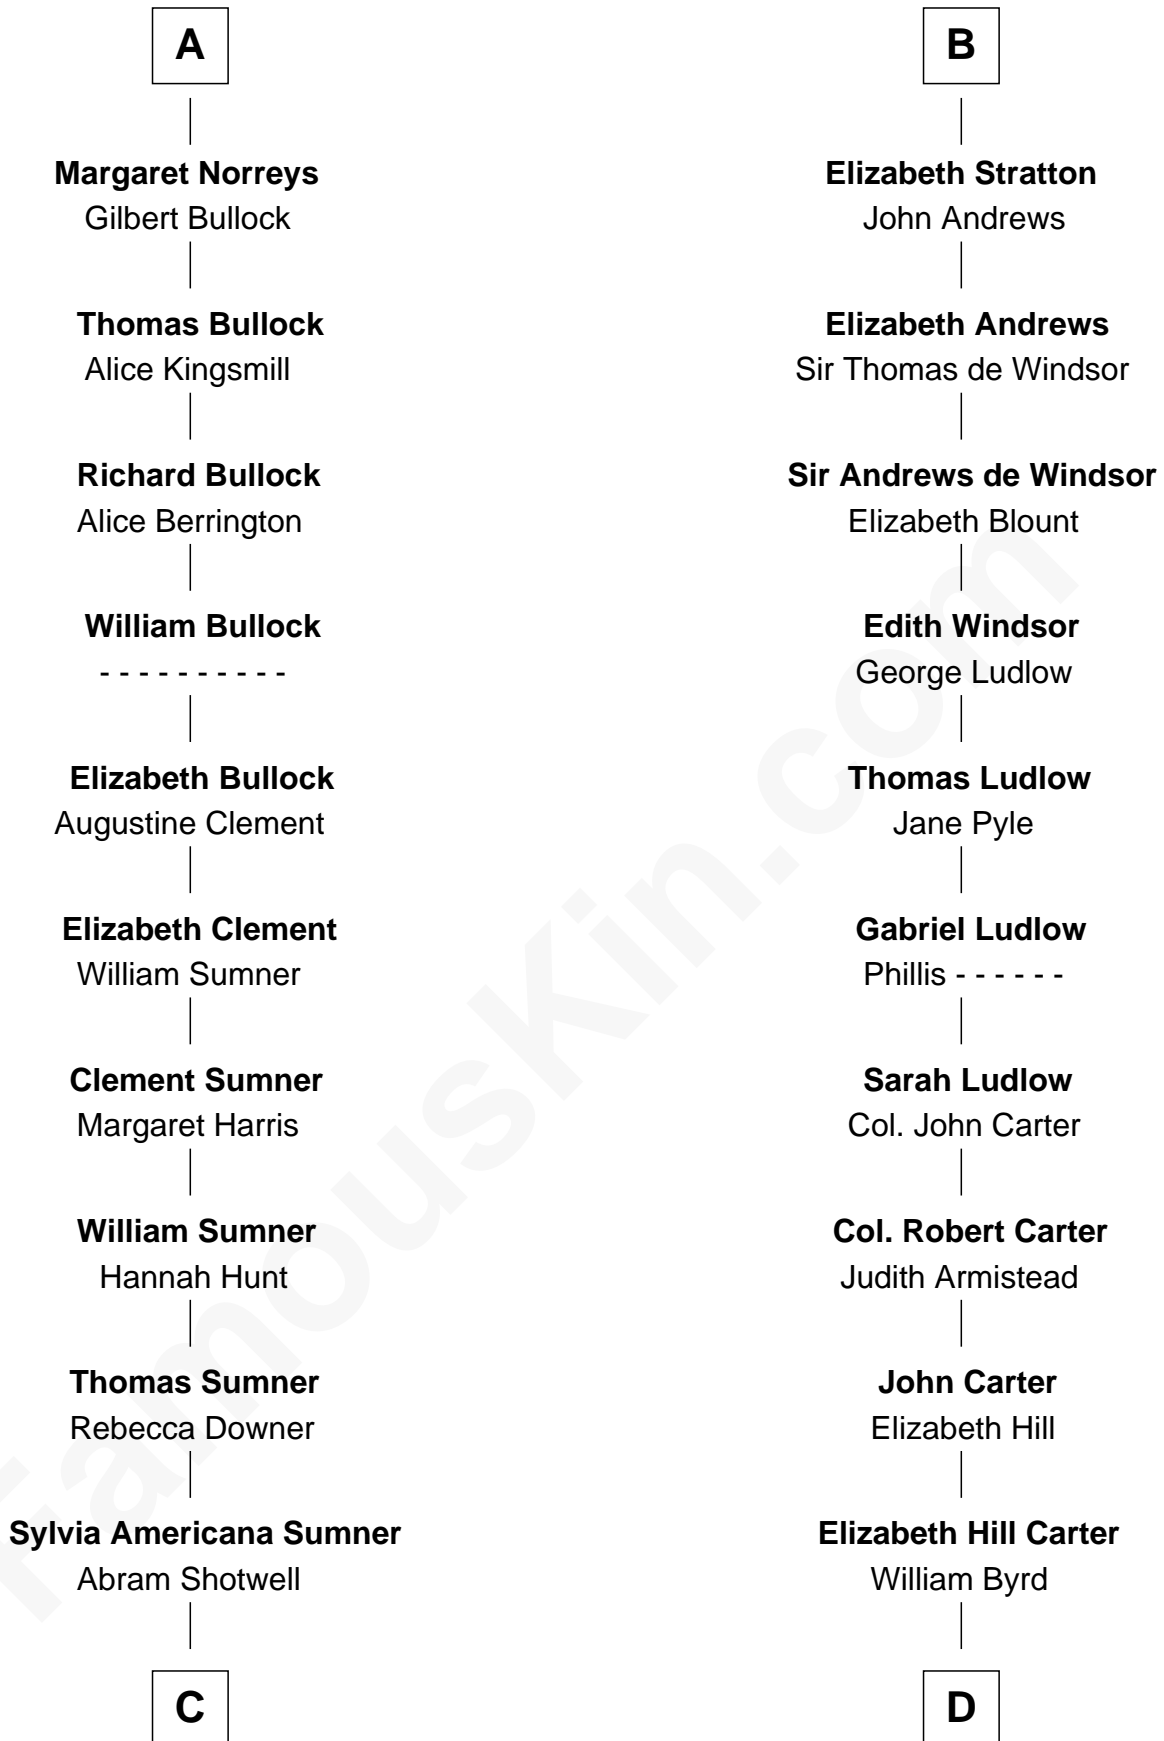 A
Margaret Norreys
Gilbert Bullock
Thomas Bullock
Alice Kingsmill
Richard Bullock
Alice Berrington
William Bullock
- - - - - - - - - -
Elizabeth Bullock
Augustine Clement
Elizabeth Clement
William Sumner
Clement Sumner
Margaret Harris
William Sumner
Hannah Hunt
Thomas Sumner
Rebecca Downer
Sylvia Americana Sumner
Abram Shotwell
C
B
Elizabeth Stratton
John Andrews
Elizabeth Andrews
Sir Thomas de Windsor
Sir Andrews de Windsor
Elizabeth Blount
Edith Windsor
George Ludlow
Thomas Ludlow
Jane Pyle
Gabriel Ludlow
Phillis - - - - - -
Sarah Ludlow
Col. John Carter
Col. Robert Carter
Judith Armistead
John Carter
Elizabeth Hill
Elizabeth Hill Carter
William Byrd
D
FamousKin.com